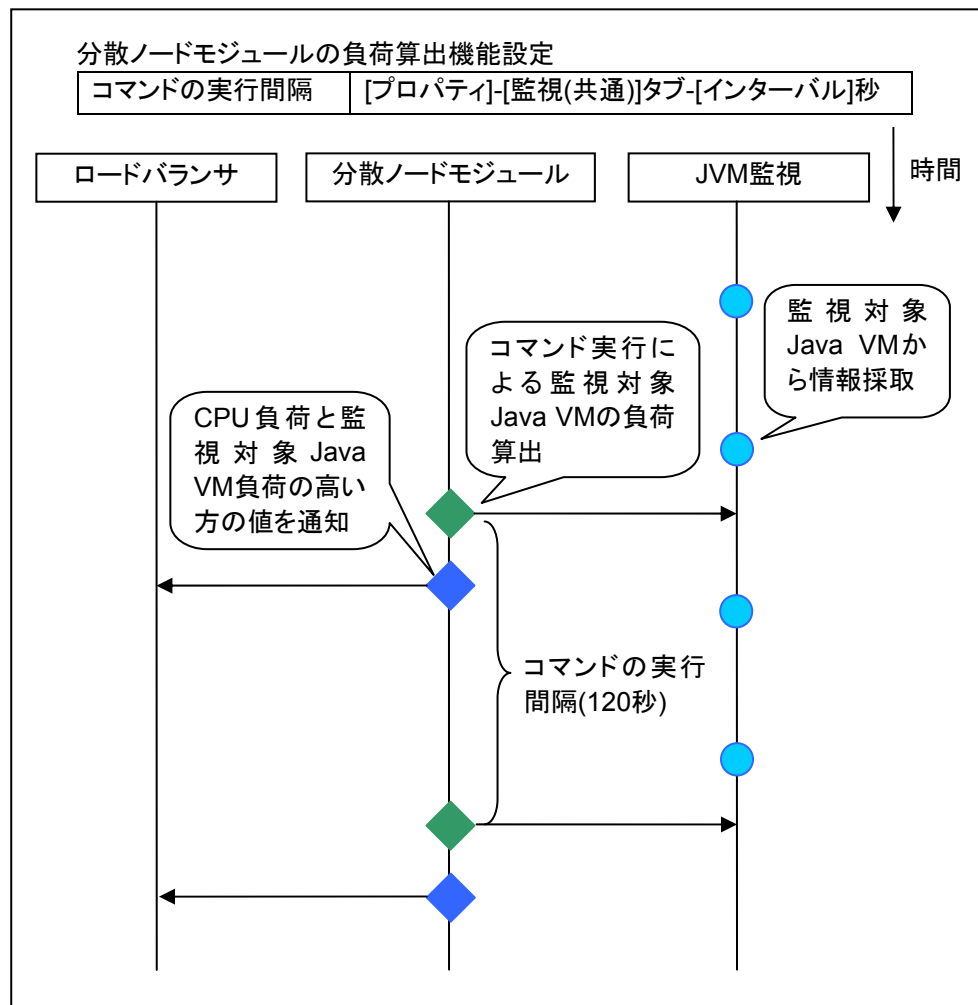 分散ノードモジュールの負荷算出機能設定
コマンドの実行間隔 [プロパティ]-[監視(共通)]タブ-[インターバル]秒
ロードバランサ 分散ノードモジュール JVM監視 時間
監視対象
Java VMか
ら情報採取
コマンド実行に
よる監視対象
Java VMの負荷
算出
CPU負荷と監
視対象Java
VM負荷の高い
方の値を通知
コマンドの実行
間隔(120秒)